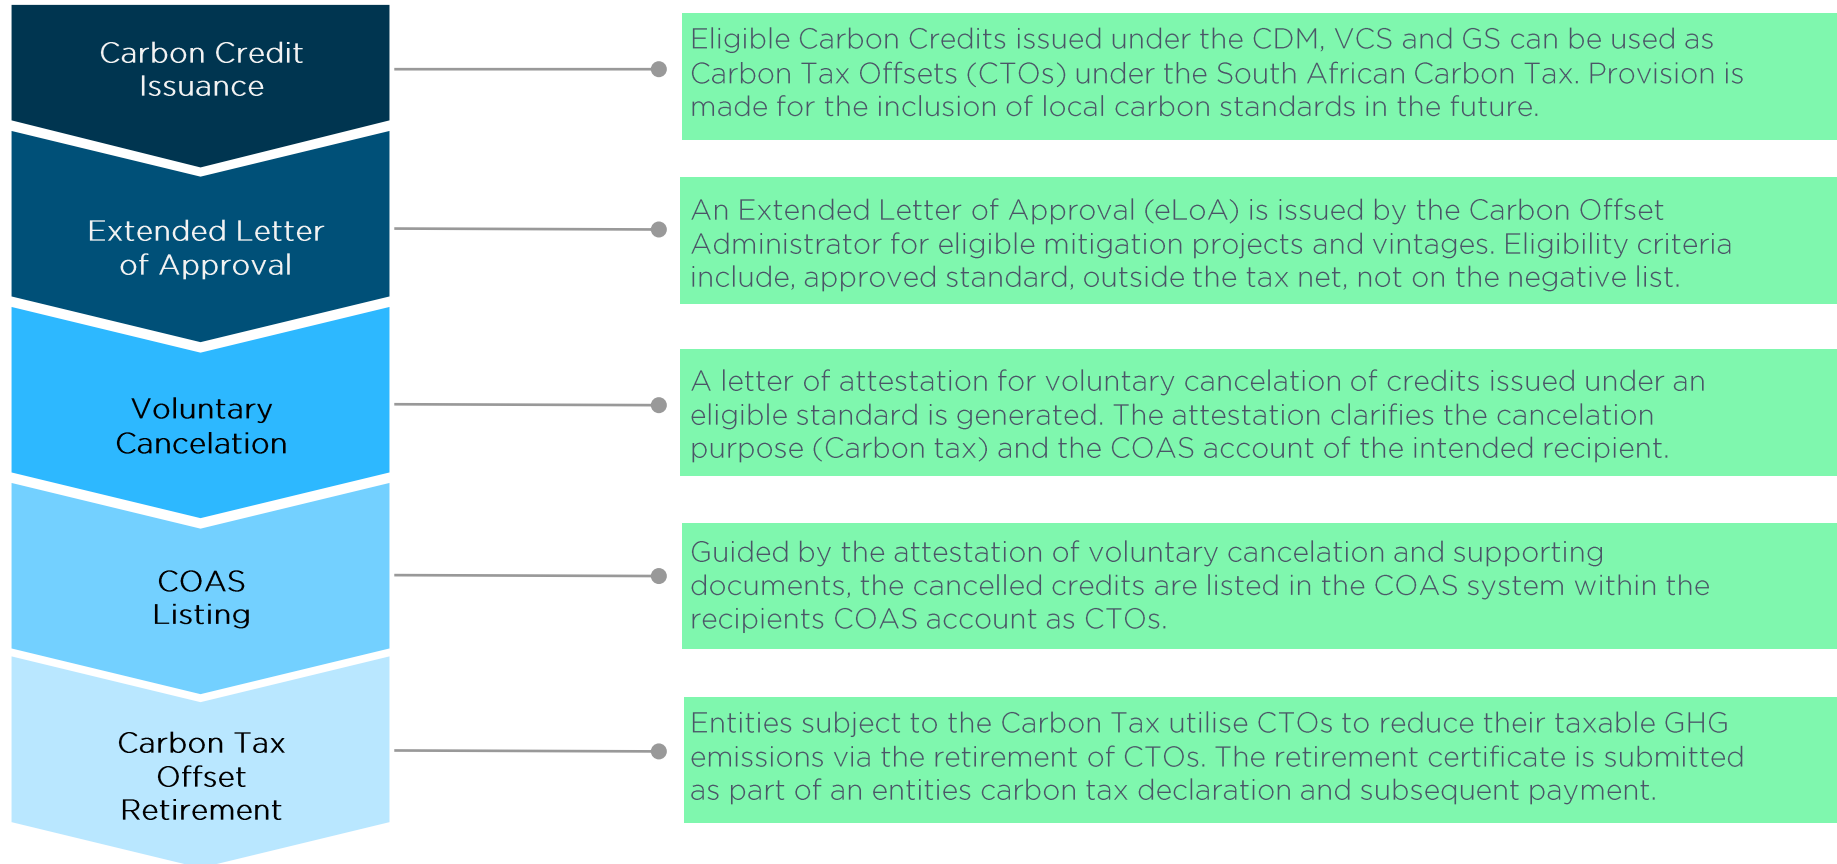 Carbon Credit
Issuance
Eligible Carbon Credits issued under the CDM, VCS and GS can be used as
Carbon Tax Offsets (CTOs) under the South African Carbon Tax. Provision is
made for the inclusion of local carbon standards in the future.
Extended Letter
of Approval
An Extended Letter of Approval (eLoA) is issued by the Carbon Offset
Administrator for eligible mitigation projects and vintages. Eligibility criteria
include, approved standard, outside the tax net, not on the negative list.
Voluntary
Cancelation
A letter of attestation for voluntary cancelation of credits issued under an
eligible standard is generated. The attestation clarifies the cancelation
purpose (Carbon tax) and the COAS account of the intended recipient.
COAS
Listing
Guided by the attestation of voluntary cancelation and supporting
documents, the cancelled credits are listed in the COAS system within the
recipients COAS account as CTOs.
Carbon Tax
Offset
Retirement
Entities subject to the Carbon Tax utilise CTOs to reduce their taxable GHG
emissions via the retirement of CTOs. The retirement certificate is submitted
as part of an entities carbon tax declaration and subsequent payment.